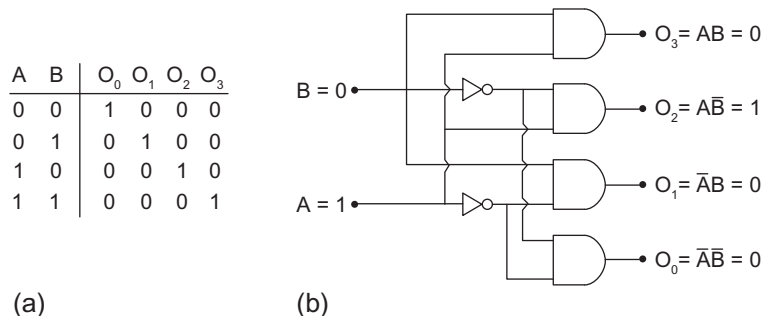 A B O₀ O₁ O₂ O₃
0 0 1 0 0 0
0 1 0 1 0 0
1 0 0 0 1 0
1 1 0 0 0 1
(a)
B = 0
A = 1
O₃ = AB = 0
O₂ = AB̅ = 1
O₁ = A̅B = 0
O₀ = A̅B̅ = 0
(b)